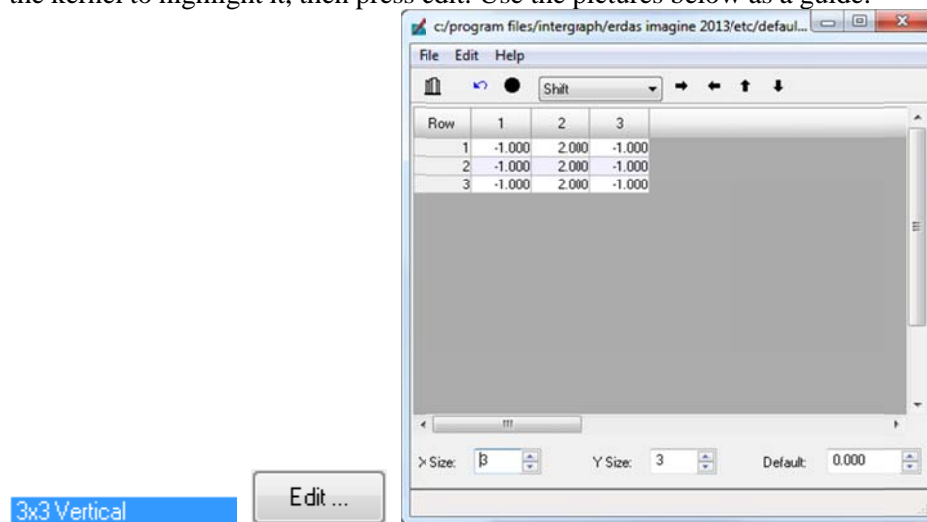 the kernel to highlight it, then press edit. Use the pictures below as a guide.
c:/program files/intergraph/erdas imagine 2013/etc/defaul...
File Edit Help
Shift
Row 1 2 3
1 -1.000 2.000 -1.000
2 -1.000 2.000 -1.000
3 -1.000 2.000 -1.000
X Size: 3 Y Size: 3 Default: 0.000
3x3 Vertical
Edit ...